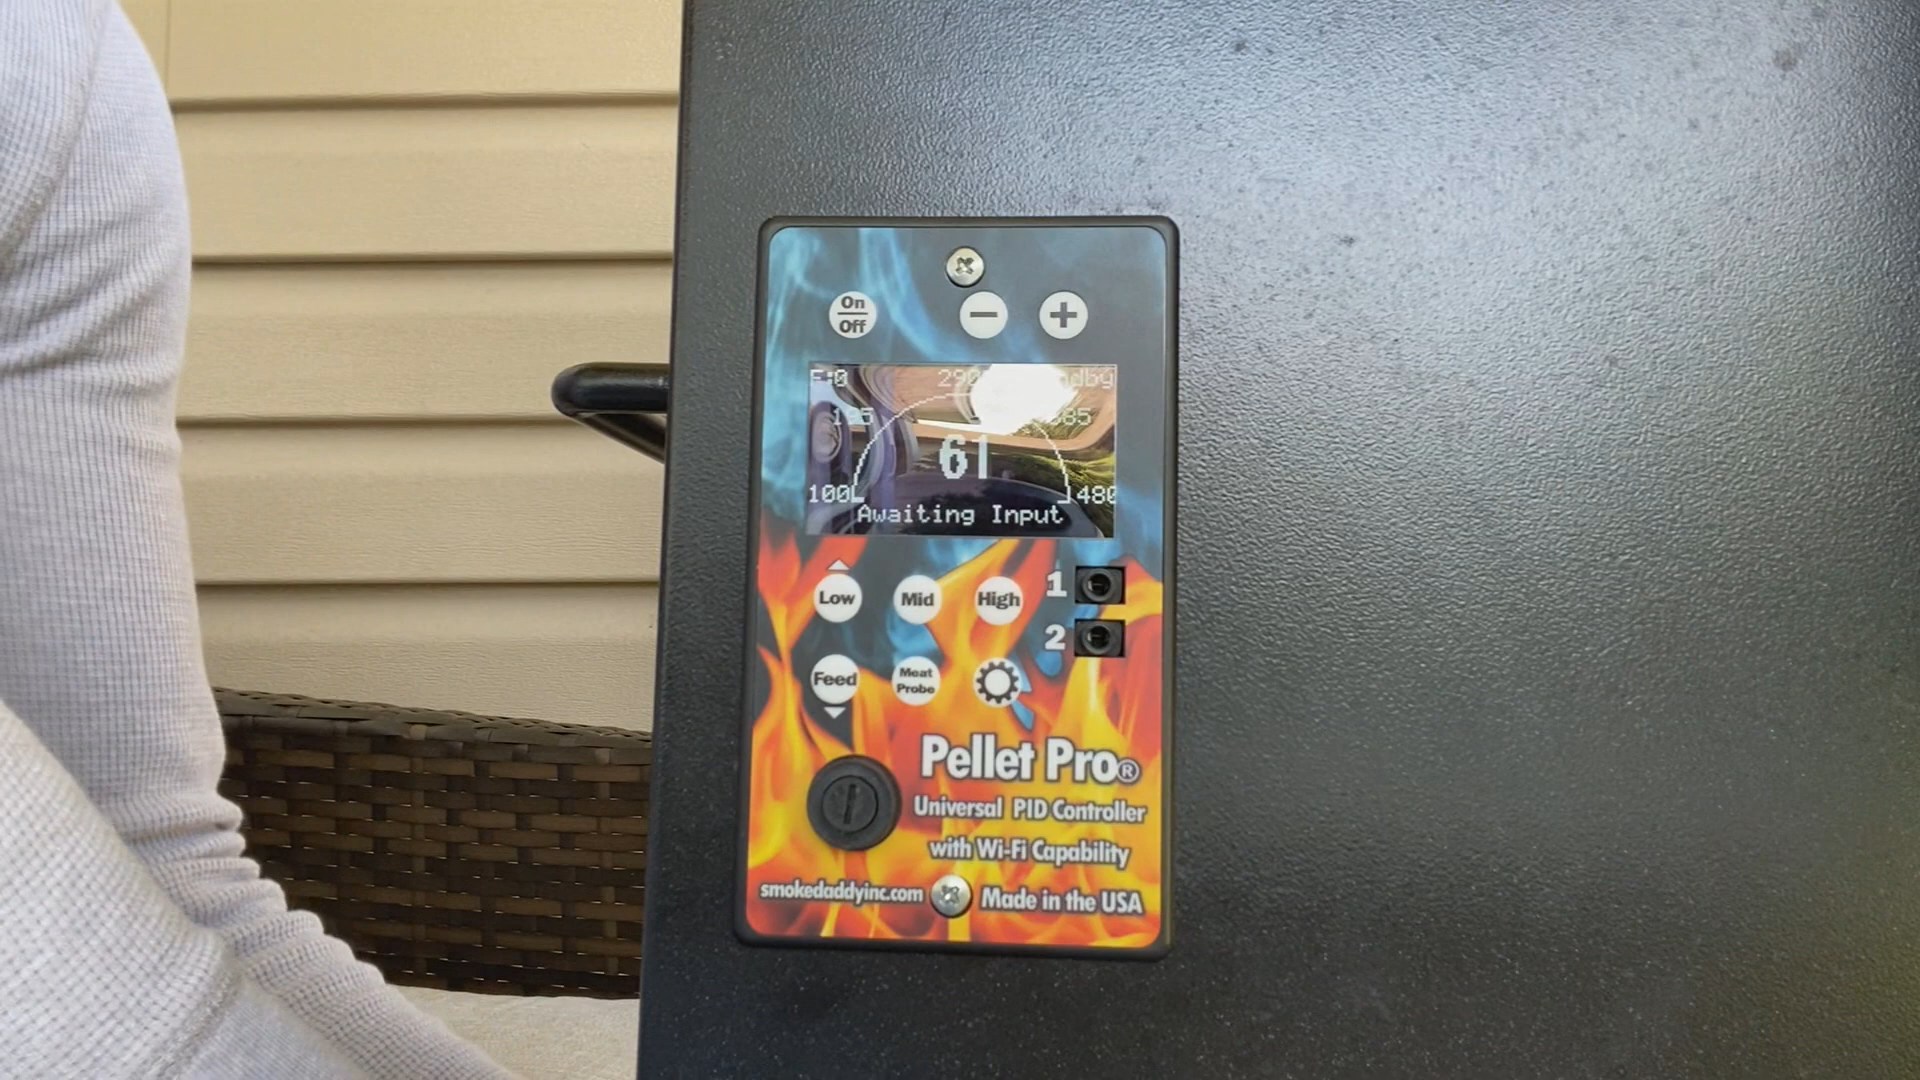 On
Off
− +
F:0
195
61
100 480
Awaiting Input
Low Mid High 1
2
Feed Meat
Probe
Pellet Pro®
Universal PID Controller
with Wi-Fi Capability
smokedaddyinc.com Made in the USA